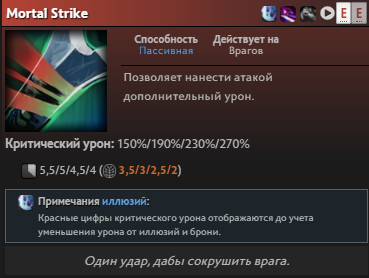 Mortal Strike
E E
Способность
Действует на
Пассивная
Врагов
Позволяет нанести атакой
дополнительный урон.
Критический урон: 150%/190%/230%/270%
5,5/5/4,5/4 (3,5/3/2,5/2)
Примечания иллюзий:
Красные цифры критического урона отображаются до учета
уменьшения урона от иллюзий и брони.
Один удар, дабы сокрушить врага.